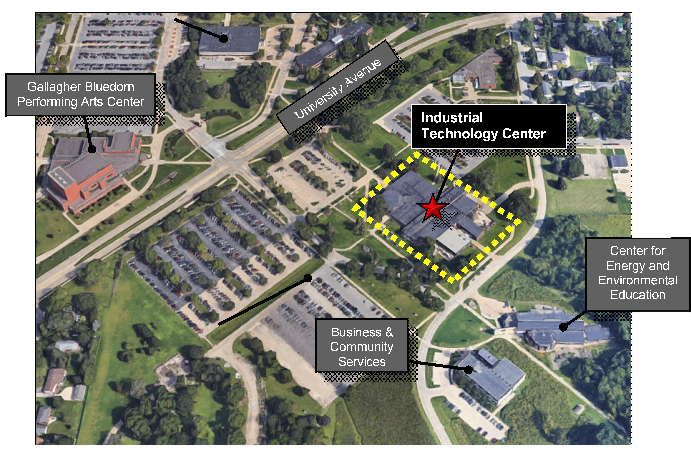 University Avenue
Gallagher Bluedorn
Performing Arts Center
Industrial
Technology Center
Center for
Energy and
Environmental
Education
Business &
Community
Services